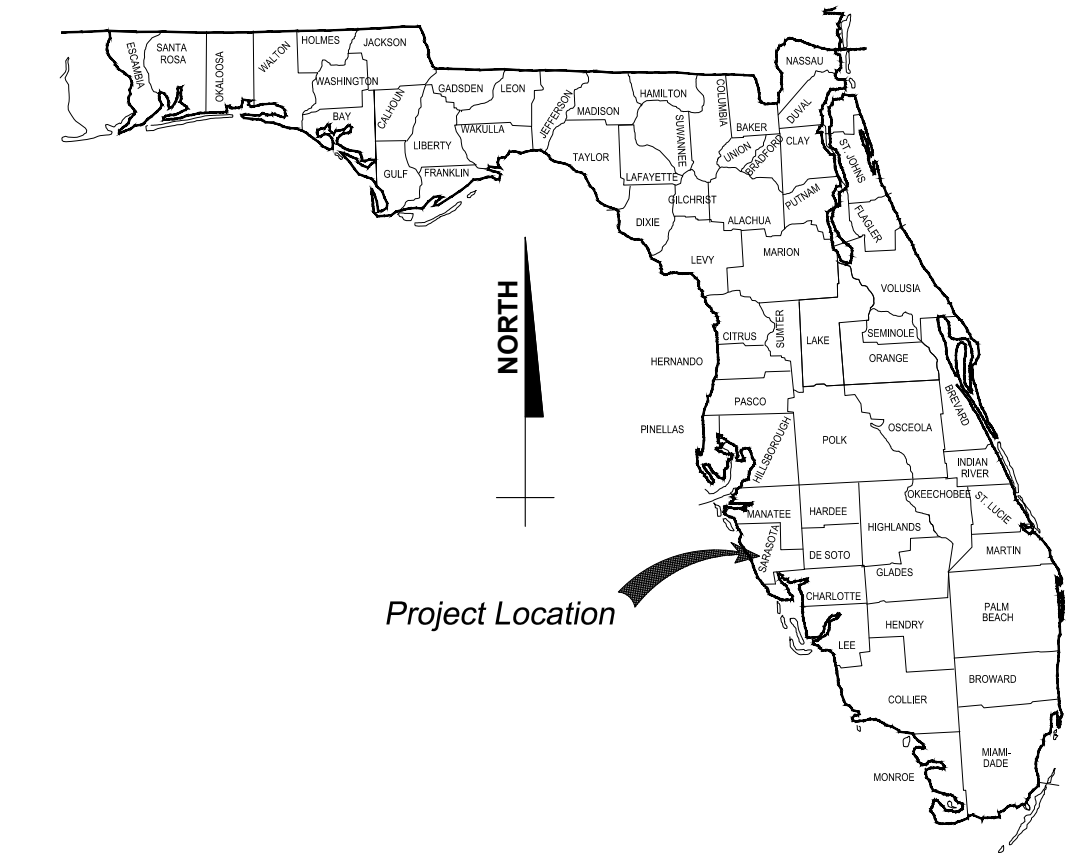 HOLMES
JACKSON
SANTA
ROSA
ESCAMBIA
OKALOOSA
WALTON
WASHINGTON
BAY
CALHOUN
GADSDEN
LEON
JEFFERSON
MADISON
HAMILTON
SUWANNEE
COLUMBIA
NASSAU
DUVAL
BAKER
UNION
BRADFORD
CLAY
ST. JOHNS
WAKULLA
LIBERTY
GULF
FRANKLIN
TAYLOR
LAFAYETTE
GILCHRIST
DIXIE
ALACHUA
PUTNAM
FLAGLER
LEVY
MARION
VOLUSIA
NORTH
CITRUS
SUMTER
LAKE
SEMINOLE
ORANGE
HERNANDO
PASCO
BREVARD
PINELLAS
HILLSBOROUGH
POLK
OSCEOLA
INDIAN
RIVER
OKEECHOBEE
ST. LUCIE
MANATEE
HARDEE
HIGHLANDS
SARASOTA
DE SOTO
MARTIN
GLADES
CHARLOTTE
Project Location
PALM
BEACH
HENDRY
LEE
BROWARD
COLLIER
MIAMI-
DADE
MONROE